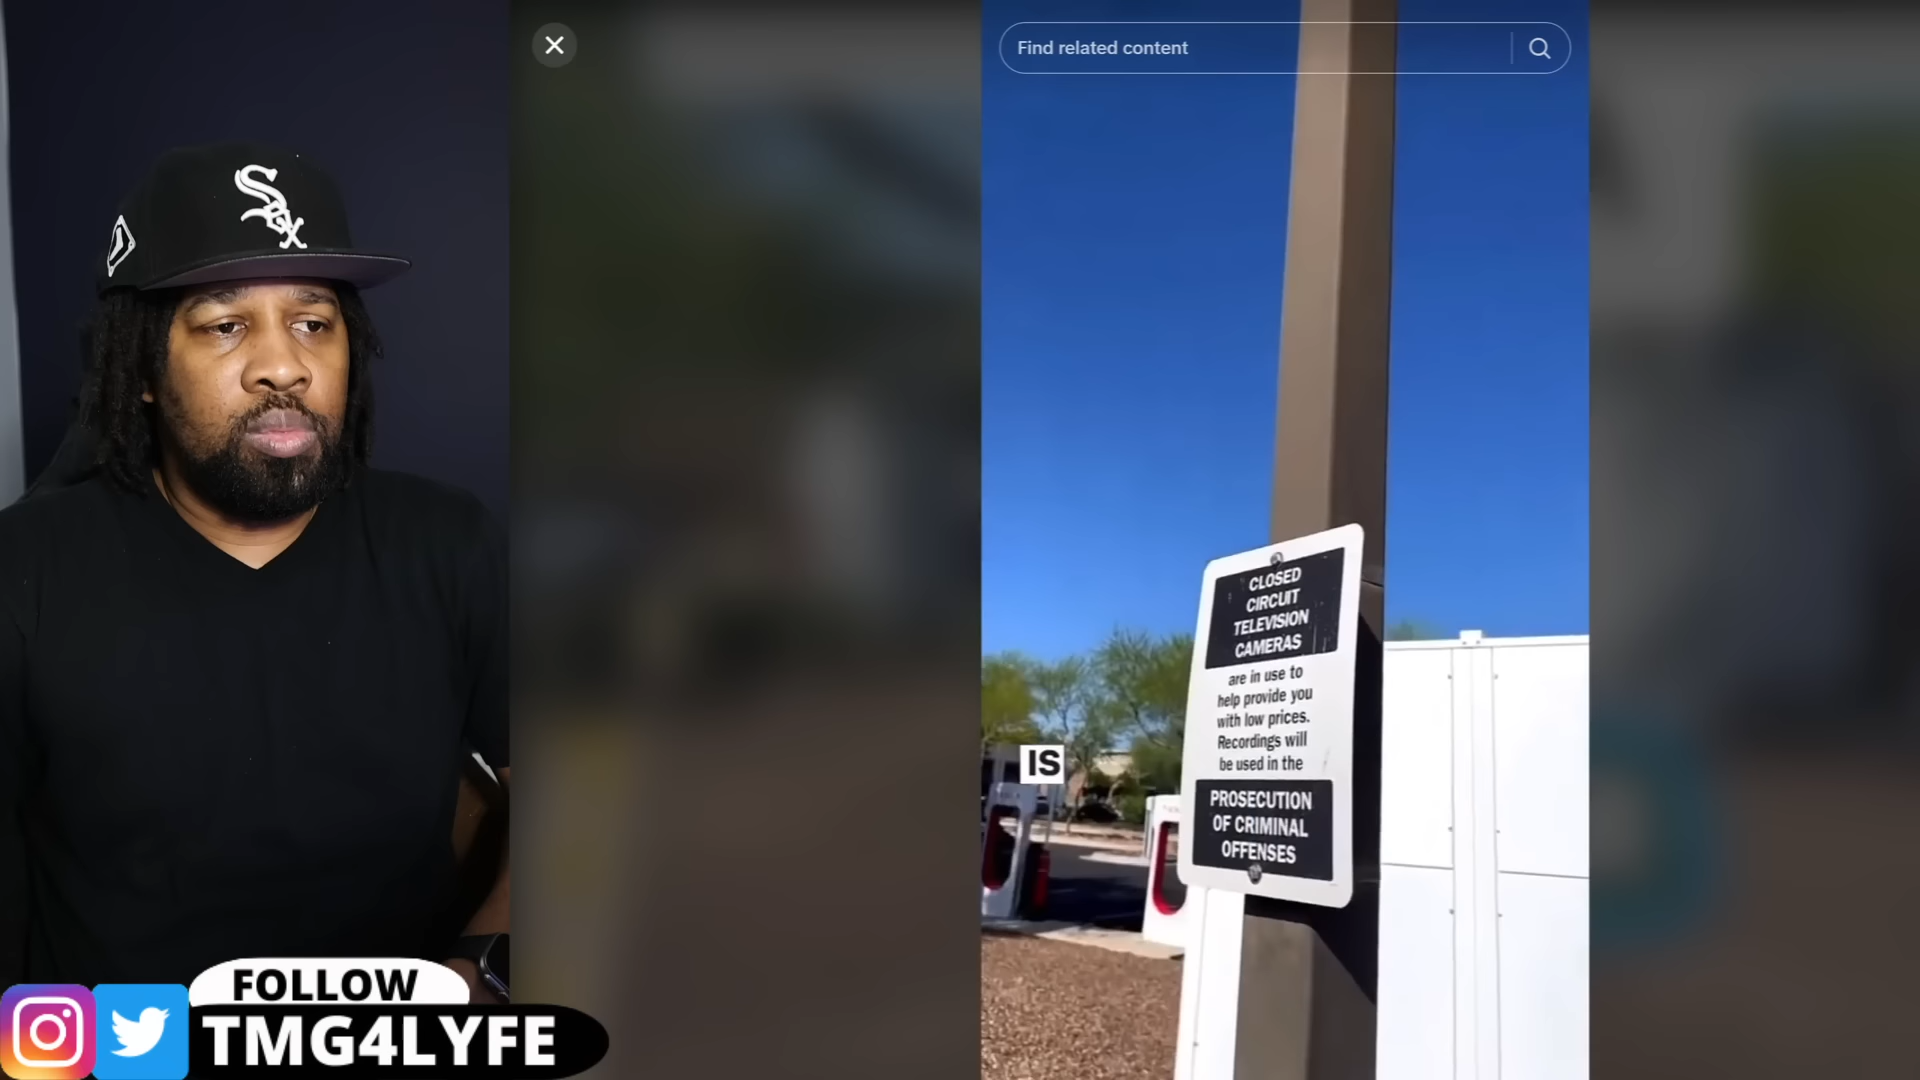 Find related content
Sox
CLOSED
CIRCUIT
TELEVISION
CAMERAS
are in use to
help provide you
with low prices.
Recordings will
be used in the
PROSECUTION
OF CRIMINAL
OFFENSES
IS
FOLLOW
TMG4LYFE